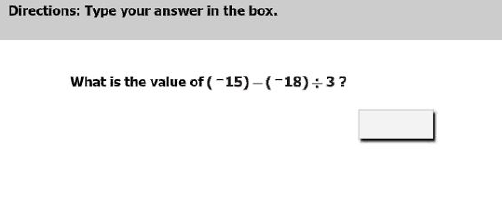 Directions: Type your answer in the box.
What is the value of ( ⁻15) – ( ⁻18) ÷ 3 ?